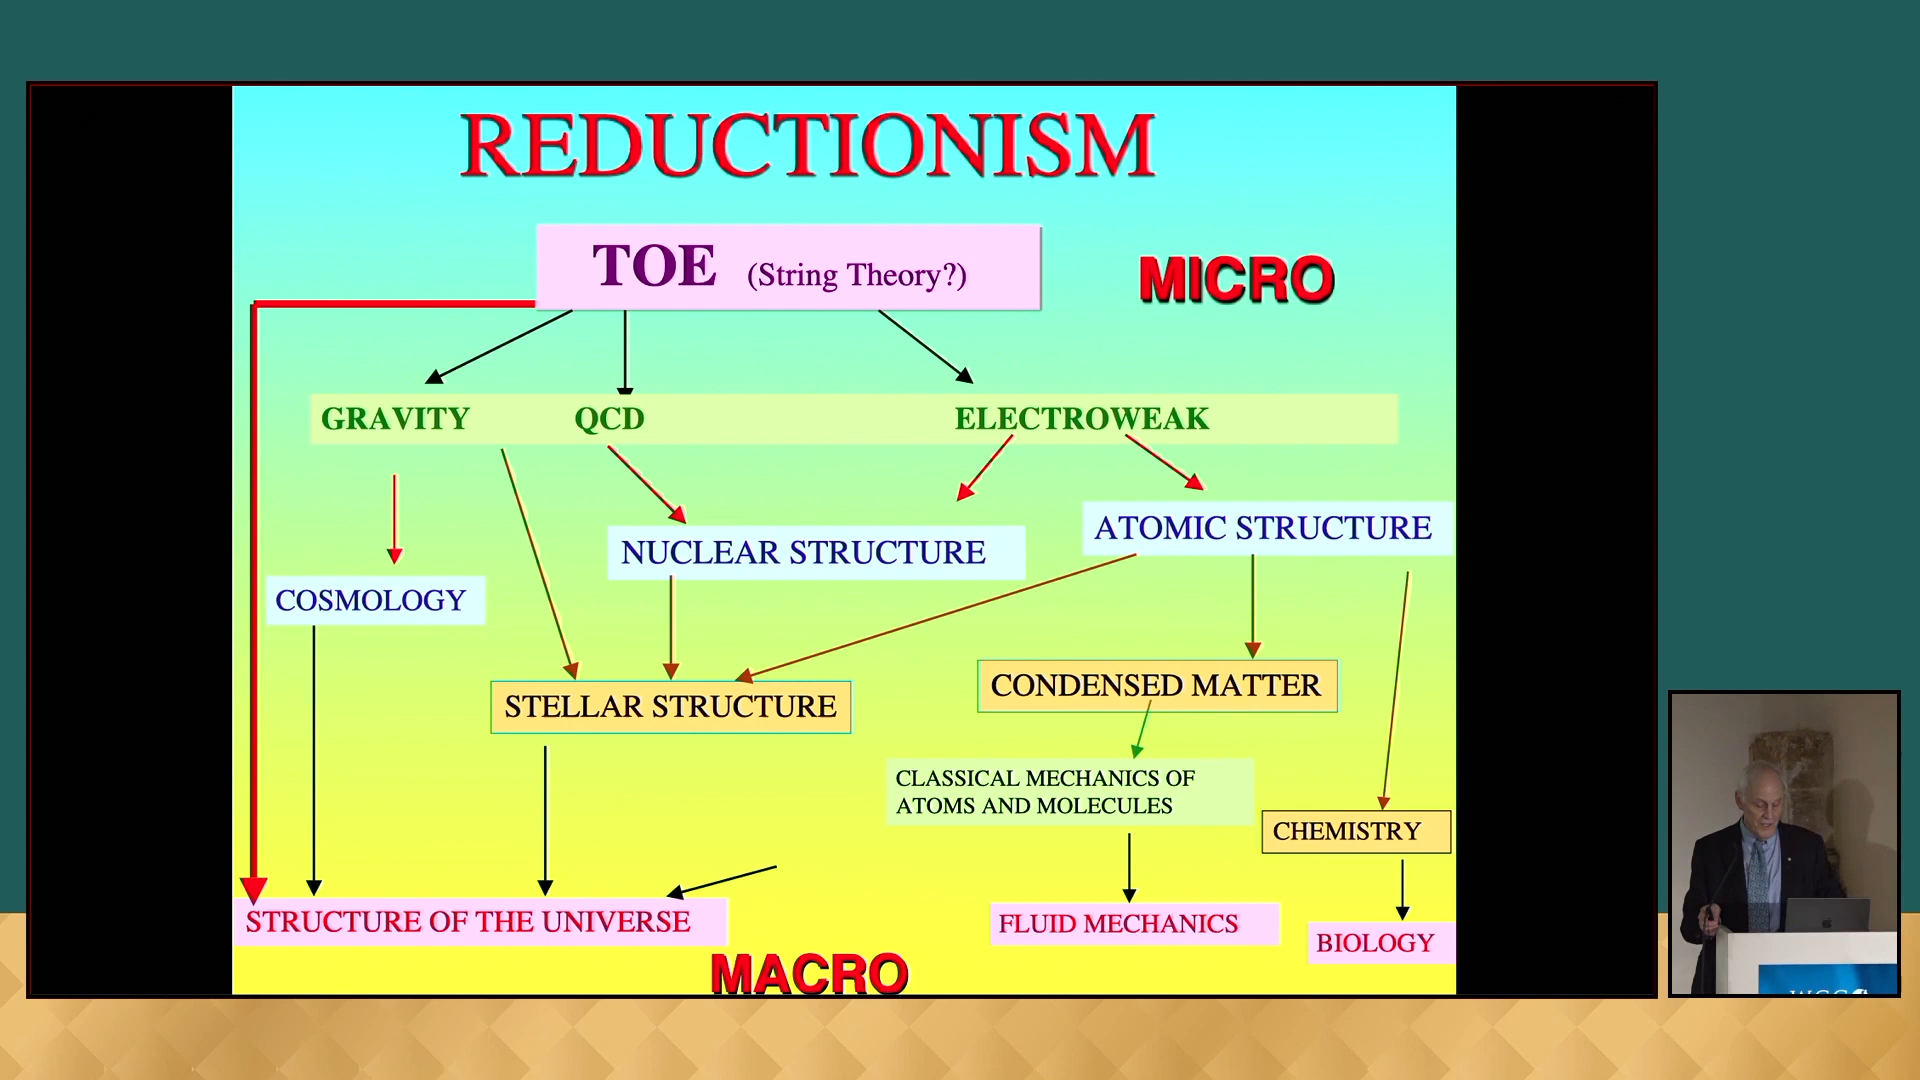 REDUCTIONISM
TOE (String Theory?)
MICRO
GRAVITY QCD ELECTROWEAK
ATOMIC STRUCTURE
NUCLEAR STRUCTURE
COSMOLOGY
CONDENSED MATTER
STELLAR STRUCTURE
CLASSICAL MECHANICS OF
ATOMS AND MOLECULES
CHEMISTRY
STRUCTURE OF THE UNIVERSE
FLUID MECHANICS
BIOLOGY
MACRO